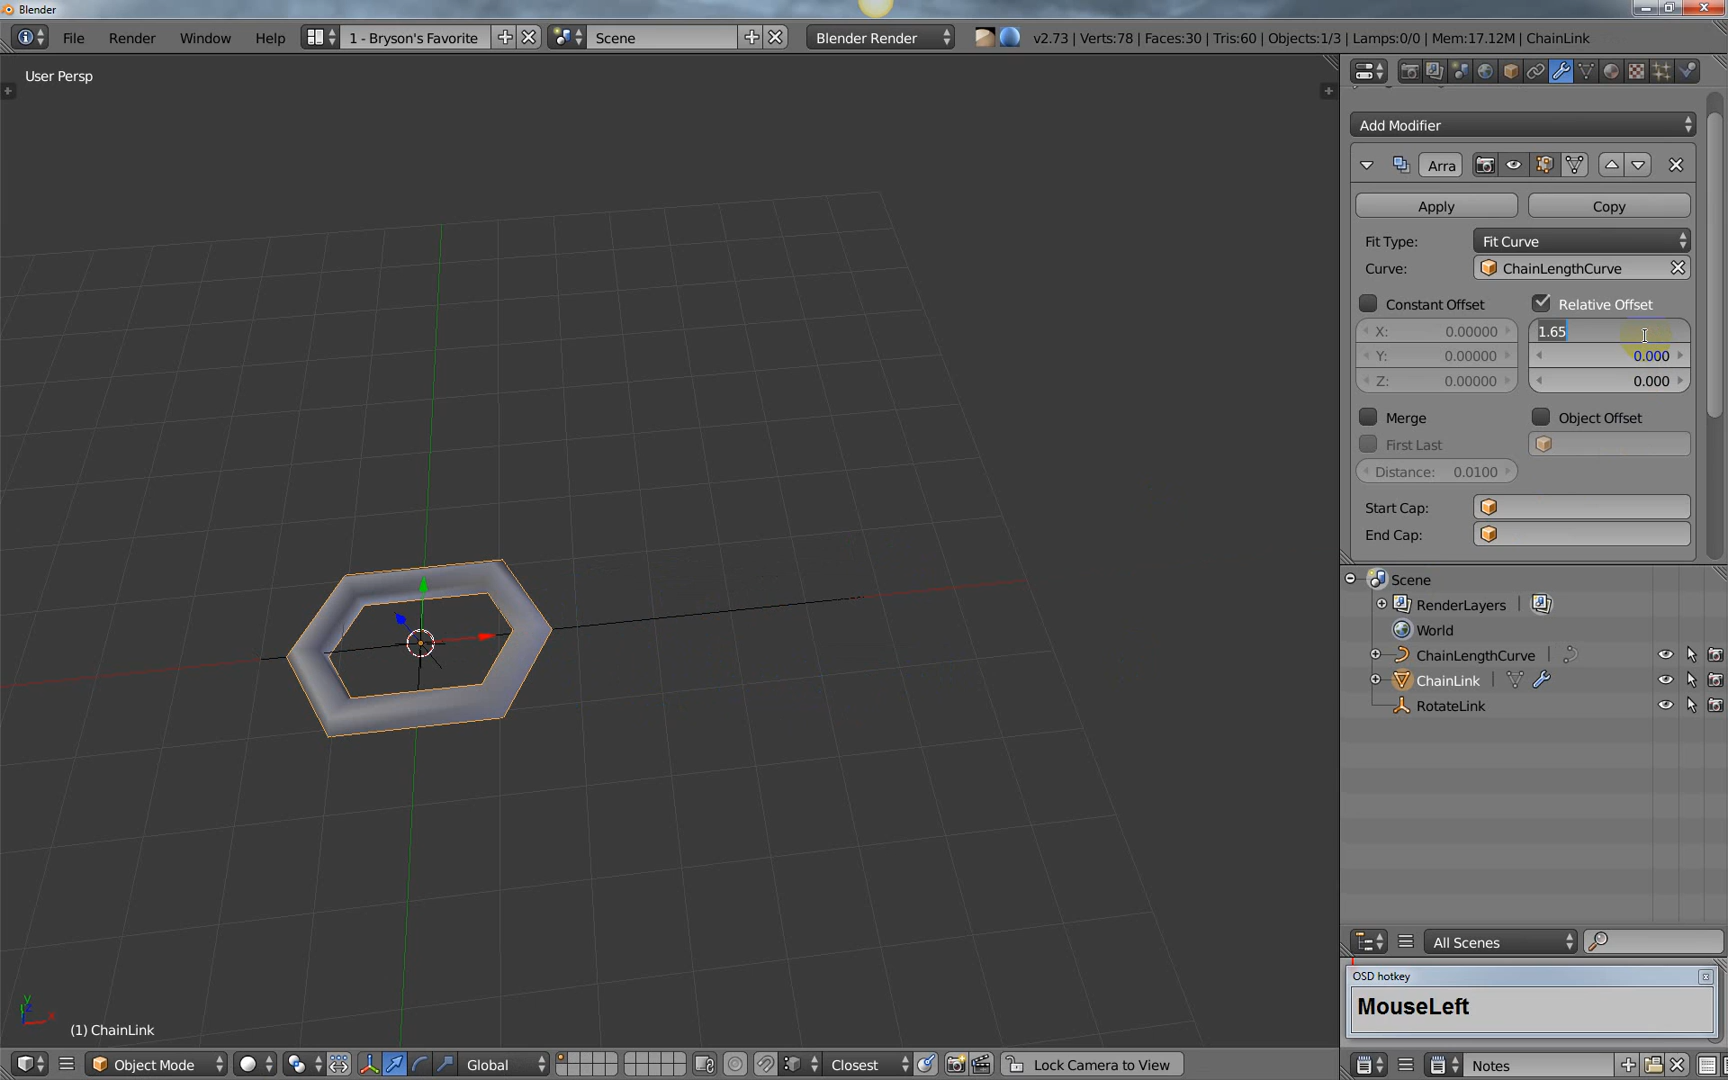 Blender
File Render Window Help 1 - Bryson's Favorite Scene Blender Render v2.73 | Verts:78 | Faces:30 | Tris:60 | Objects:1/3 | Lamps:0/0 | Mem:17.12M | ChainLink
User Persp
Add Modifier
Arra
Apply Copy
Fit Type: Fit Curve
Curve: ChainLengthCurve
Constant Offset Relative Offset
X: 0.00000 1.65
Y: 0.00000 0.000
Z: 0.00000 0.000
Merge Object Offset
First Last
Distance: 0.0100
Start Cap:
End Cap:
Scene
RenderLayers
World
ChainLengthCurve
ChainLink
RotateLink
All Scenes
OSD hotkey
MouseLeft
y
x
(1) ChainLink
Object Mode Global Closest Lock Camera to View Notes